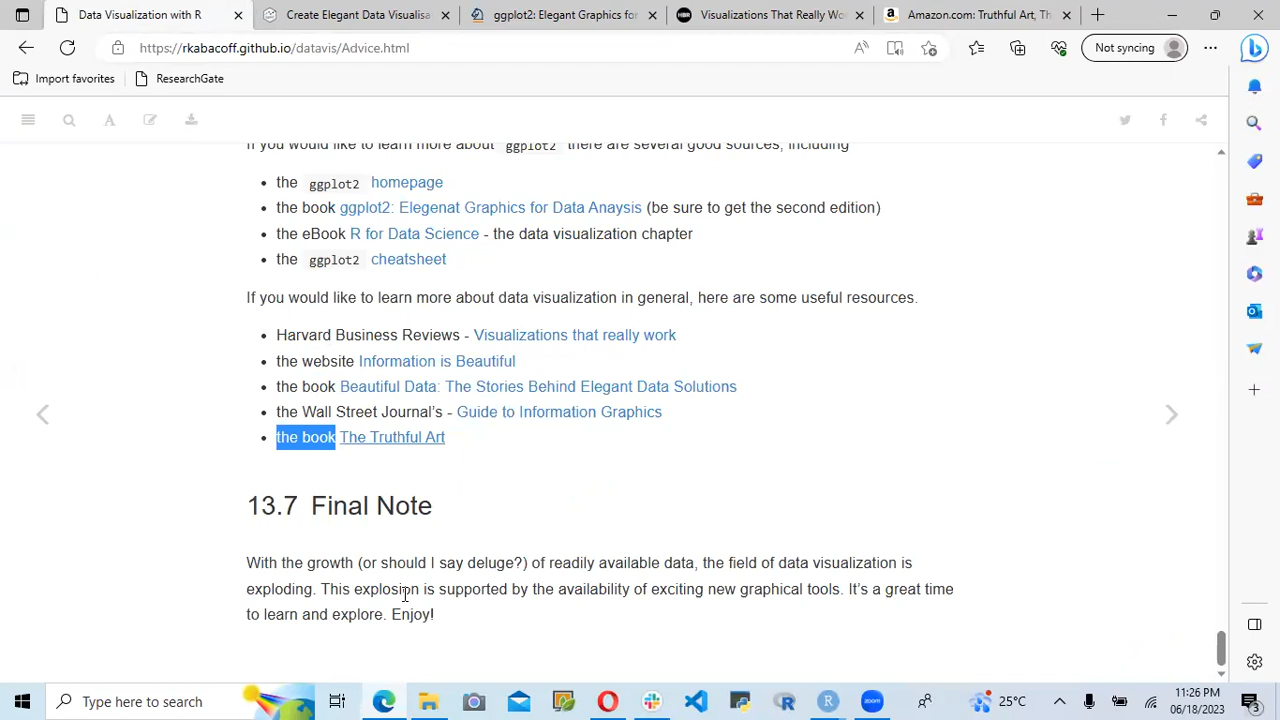 Data Visualization with R
Create Elegant Data Visualisa
ggplot2: Elegant Graphics for
HBR
Visualizations That Really Wo
Amazon.com: Truthful Art, Th
https://rkabacoff.github.io/datavis/Advice.html
Not syncing
Import favorites
ResearchGate
If you would like to learn more about ggplot2 there are several good sources, including
• the ggplot2 homepage
• the book ggplot2: Elegenat Graphics for Data Anaysis (be sure to get the second edition)
• the eBook R for Data Science - the data visualization chapter
• the ggplot2 cheatsheet
If you would like to learn more about data visualization in general, here are some useful resources.
• Harvard Business Reviews - Visualizations that really work
• the website Information is Beautiful
• the book Beautiful Data: The Stories Behind Elegant Data Solutions
• the Wall Street Journal’s - Guide to Information Graphics
• the book The Truthful Art
13.7 Final Note
With the growth (or should I say deluge?) of readily available data, the field of data visualization is
exploding. This explosion is supported by the availability of exciting new graphical tools. It’s a great time
to learn and explore. Enjoy!
Type here to search
zoom
25°C
11:26 PM
06/18/2023
3